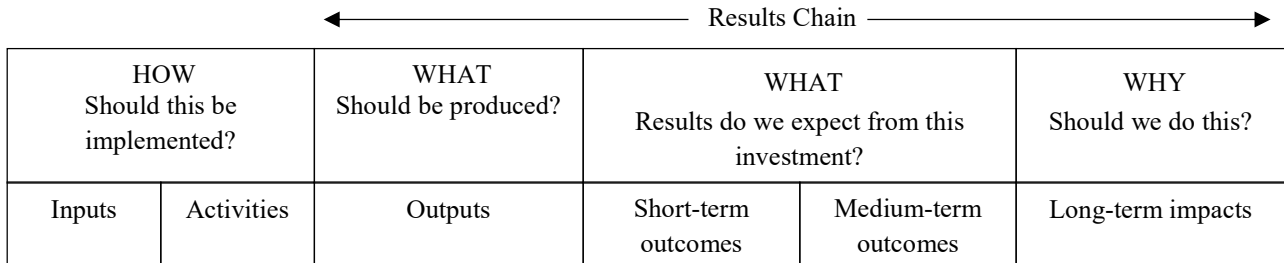 Results Chain
HOW
Should this be
implemented?
WHAT
Should be produced?
WHAT
Results do we expect from this
investment?
WHY
Should we do this?
Inputs
Activities
Outputs
Short-term
outcomes
Medium-term
outcomes
Long-term impacts